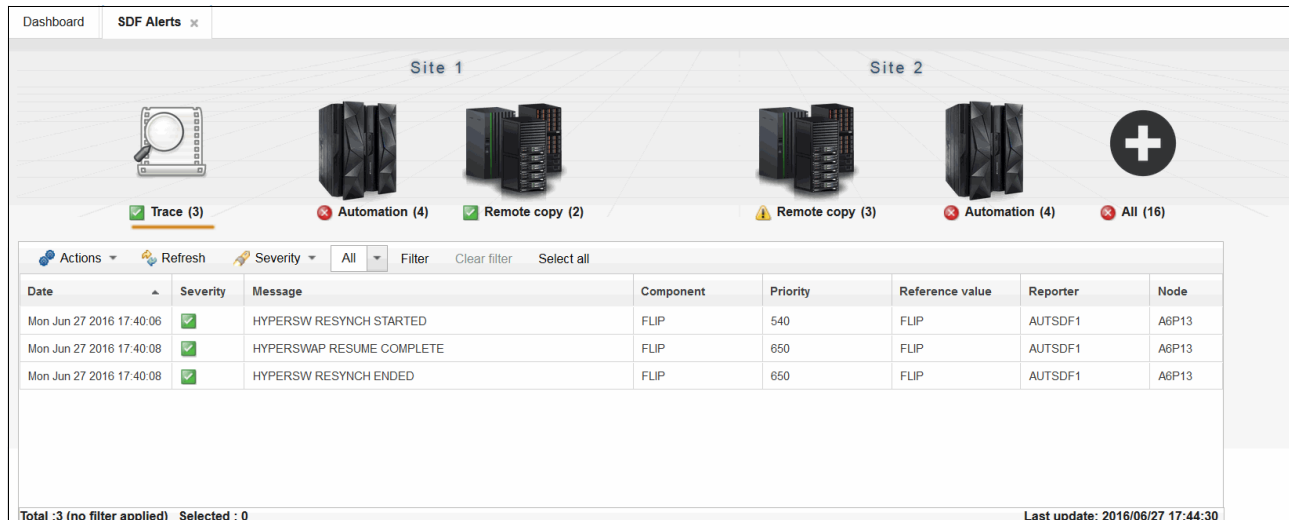 Dashboard SDF Alerts ×
Site 1 Site 2
Trace (3) Automation (4) Remote copy (2) Remote copy (3) Automation (4) All (16)
Actions Refresh Severity All Filter Clear filter Select all
Date Severity Message Component Priority Reference value Reporter Node
Mon Jun 27 2016 17:40:06 HYPERSW RESYNCH STARTED FLIP 540 FLIP AUTSDF1 A6P13
Mon Jun 27 2016 17:40:08 HYPERSWAP RESUME COMPLETE FLIP 650 FLIP AUTSDF1 A6P13
Mon Jun 27 2016 17:40:08 HYPERSW RESYNCH ENDED FLIP 650 FLIP AUTSDF1 A6P13
Total :3 (no filter applied) Selected : 0 Last update: 2016/06/27 17:44:30